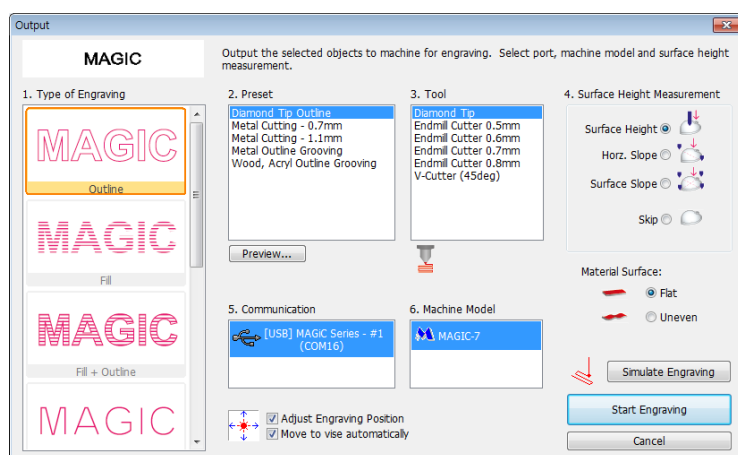 Output
MAGIC
Output the selected objects to machine for engraving. Select port, machine model and surface height
measurement.
1. Type of Engraving
MAGIC
Outline
MAGIC
Fill
MAGIC
Fill + Outline
MAGIC
2. Preset
Diamond Tip Outline
Metal Cutting - 0.7mm
Metal Cutting - 1.1mm
Metal Outline Grooving
Wood, Acryl Outline Grooving
Preview...
3. Tool
Diamond Tip
Endmill Cutter 0.5mm
Endmill Cutter 0.6mm
Endmill Cutter 0.7mm
Endmill Cutter 0.8mm
V-Cutter (45deg)
4. Surface Height Measurement
Surface Height
Horz. Slope
Surface Slope
Skip
Material Surface:
Flat
Uneven
5. Communication
[USB] MAGiC Series - #1
(COM16)
6. Machine Model
MAGIC-7
Adjust Engraving Position
Move to vise automatically
Simulate Engraving
Start Engraving
Cancel